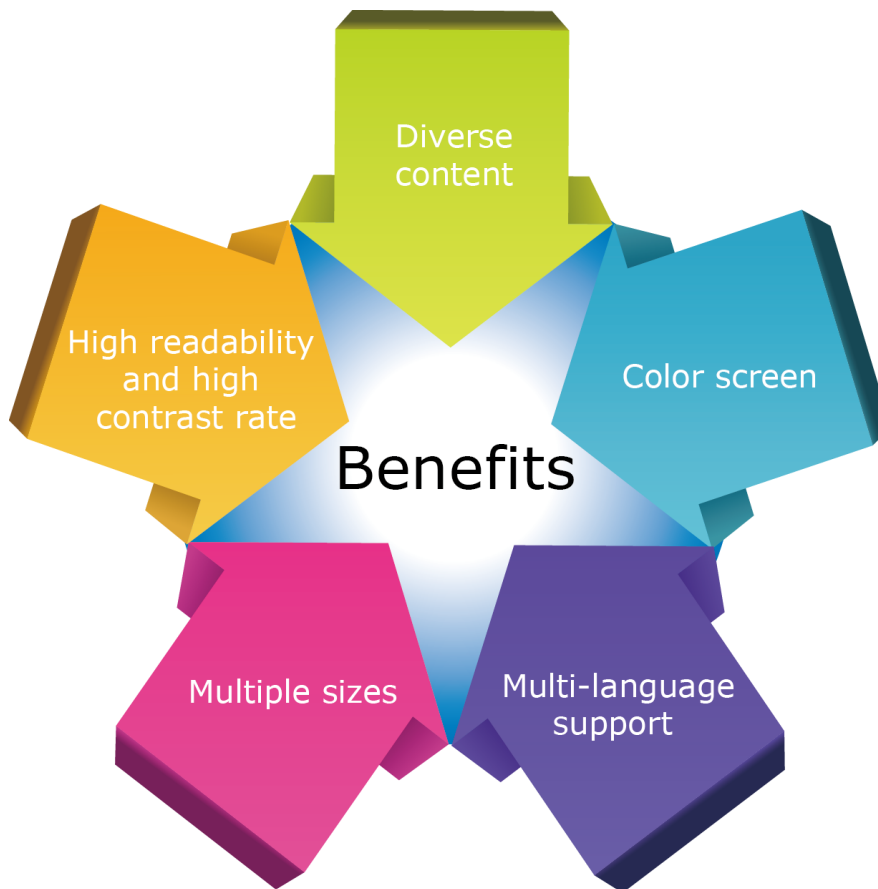 Diverse
content
High readability
and high
contrast rate
Color screen
Benefits
Multiple sizes
Multi-language
support